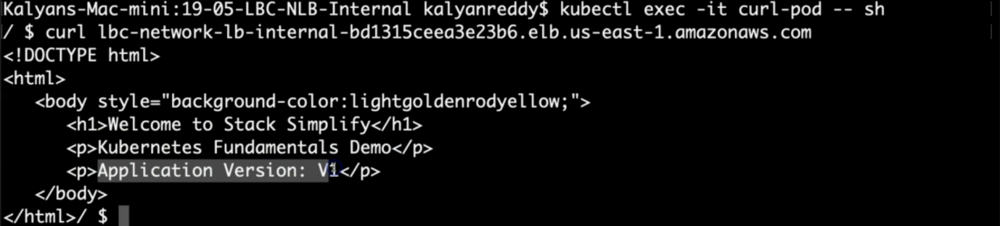 Kalyans-Mac-mini:19-05-LBC-NLB-Internal kalyanreddy$ kubectl exec -it curl-pod -- sh
/ $ curl lbc-network-lb-internal-bd1315ceea3e23b6.elb.us-east-1.amazonaws.com
<!DOCTYPE html>
<html>
   <body style="background-color:lightgoldenrodyellow;">
      <h1>Welcome to Stack Simplify</h1>
      <p>Kubernetes Fundamentals Demo</p>
      <p>Application Version: V1</p>
   </body>
</html>/ $